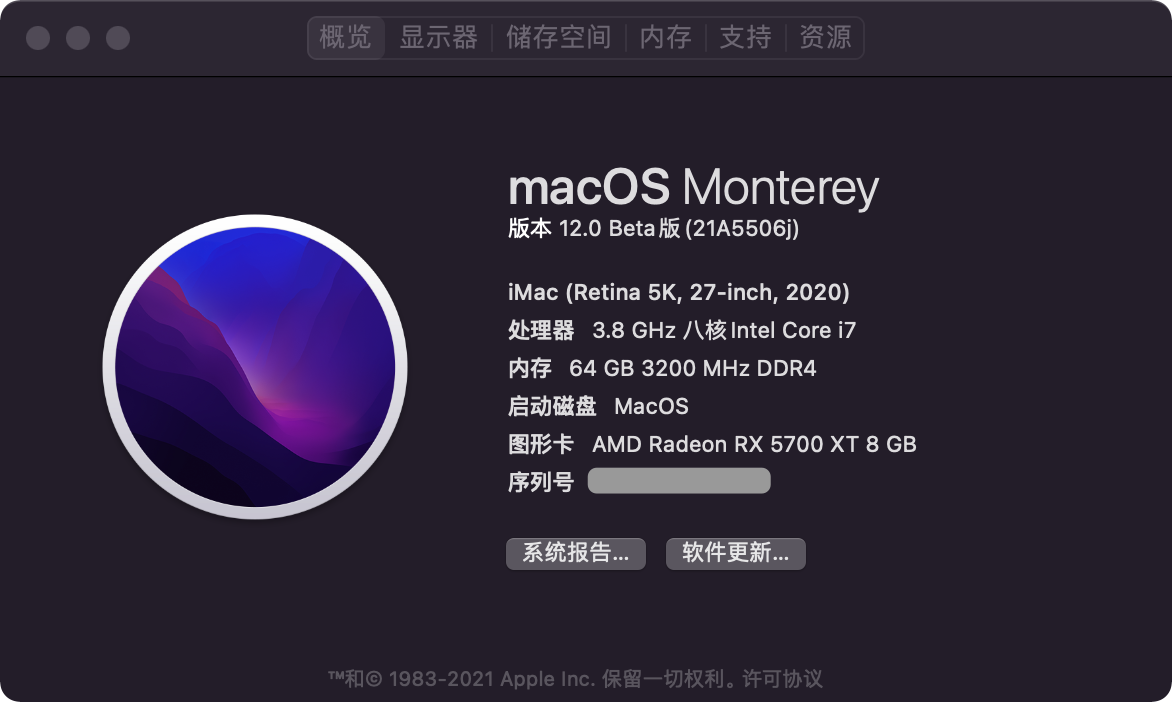 概览 显示器 储存空间 内存 支持 资源
macOS Monterey
版本 12.0 Beta版 (21A5506j)
iMac (Retina 5K, 27-inch, 2020)
处理器 3.8 GHz 八核Intel Core i7
内存 64 GB 3200 MHz DDR4
启动磁盘 MacOS
图形卡 AMD Radeon RX 5700 XT 8 GB
序列号
系统报告... 软件更新...
™和© 1983-2021 Apple Inc. 保留一切权利。许可协议